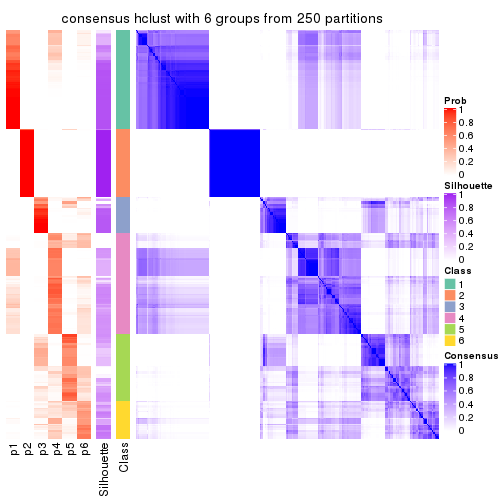 consensus hclust with 6 groups from 250 partitions
Prob
1
0.8
0.6
0.4
0.2
0
Silhouette
1
0.8
0.6
0.4
0.2
0
Class
1
2
3
4
5
6
Consensus
1
0.8
0.6
0.4
0.2
0
p1
p2
p3
p4
p5
p6
Silhouette
Class